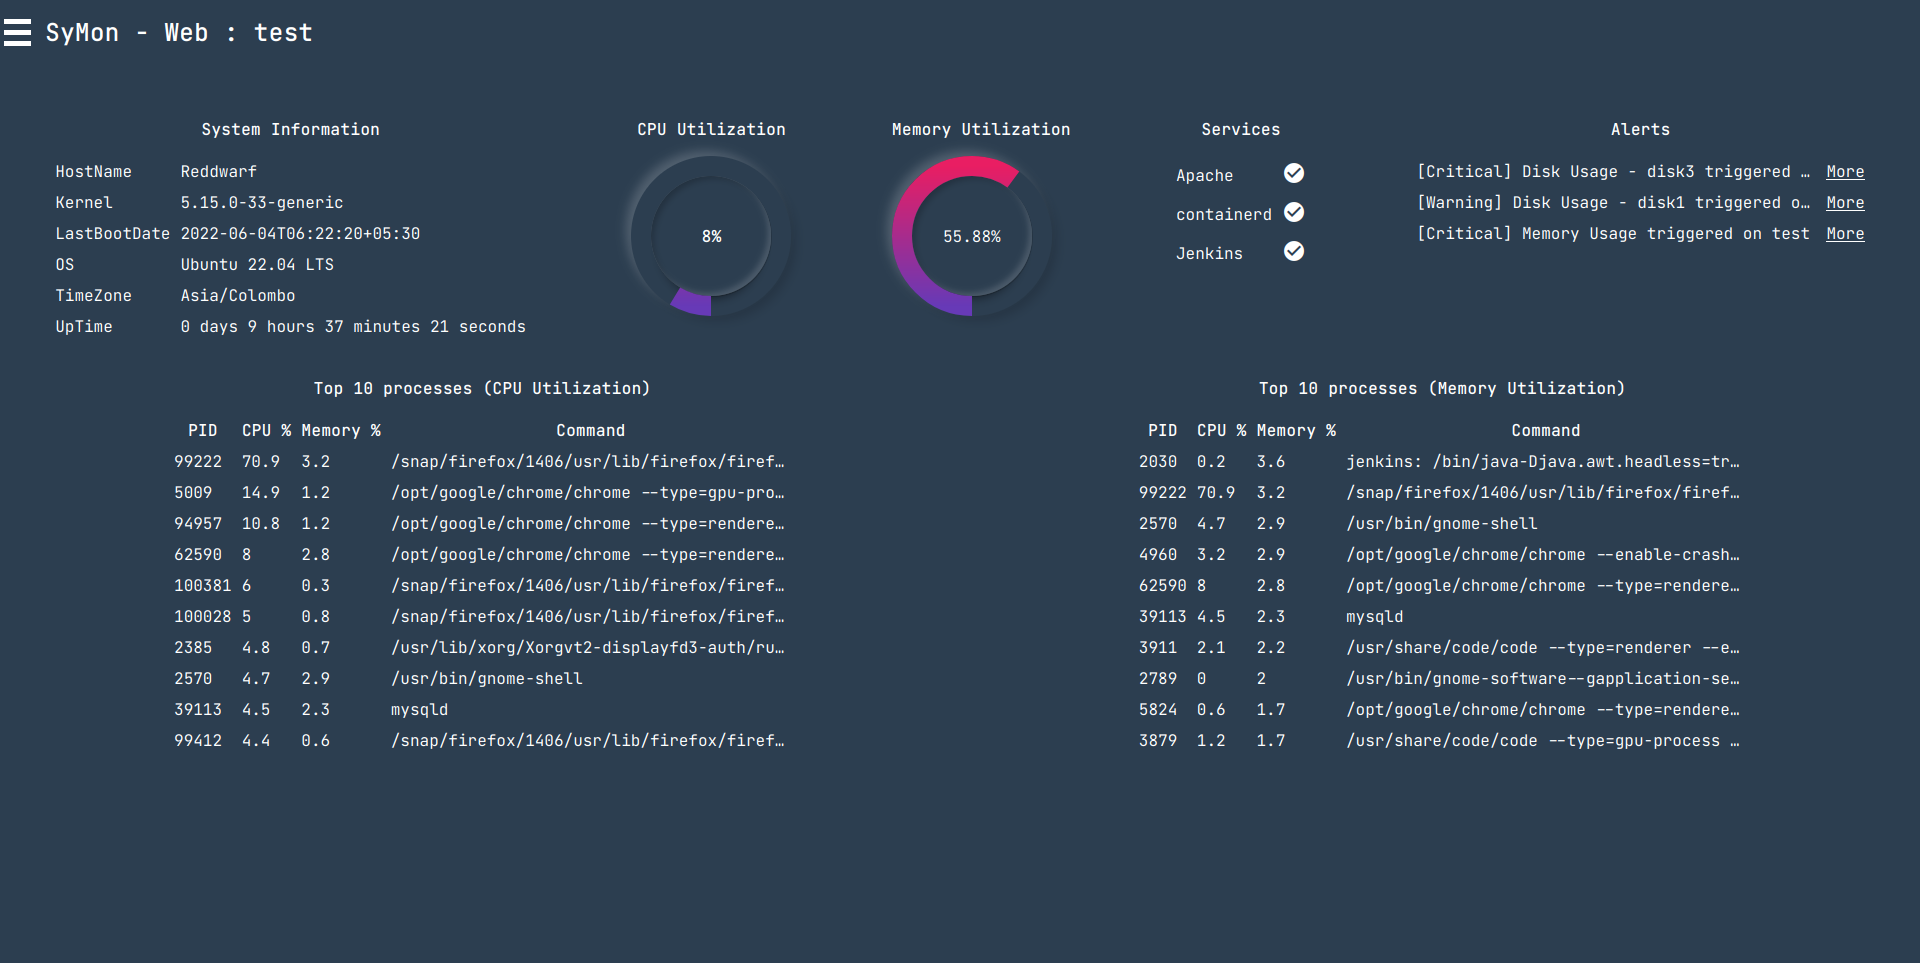 SyMon - Web : test
System Information
HostName Reddwarf
Kernel 5.15.0-33-generic
LastBootDate 2022-06-04T06:22:20+05:30
OS Ubuntu 22.04 LTS
TimeZone Asia/Colombo
UpTime 0 days 9 hours 37 minutes 21 seconds
CPU Utilization
8%
Memory Utilization
55.88%
Services
Apache
containerd
Jenkins
Alerts
[Critical] Disk Usage - disk3 triggered … More
[Warning] Disk Usage - disk1 triggered o… More
[Critical] Memory Usage triggered on test More
Top 10 processes (CPU Utilization)
PID CPU % Memory % Command
99222 70.9 3.2 /snap/firefox/1406/usr/lib/firefox/firef…
5009 14.9 1.2 /opt/google/chrome/chrome --type=gpu-pro…
94957 10.8 1.2 /opt/google/chrome/chrome --type=rendere…
62590 8 2.8 /opt/google/chrome/chrome --type=rendere…
100381 6 0.3 /snap/firefox/1406/usr/lib/firefox/firef…
100028 5 0.8 /snap/firefox/1406/usr/lib/firefox/firef…
2385 4.8 0.7 /usr/lib/xorg/Xorgvt2-displayfd3-auth/ru…
2570 4.7 2.9 /usr/bin/gnome-shell
39113 4.5 2.3 mysqld
99412 4.4 0.6 /snap/firefox/1406/usr/lib/firefox/firef…
Top 10 processes (Memory Utilization)
PID CPU % Memory % Command
2030 0.2 3.6 jenkins: /bin/java-Djava.awt.headless=tr…
99222 70.9 3.2 /snap/firefox/1406/usr/lib/firefox/firef…
2570 4.7 2.9 /usr/bin/gnome-shell
4960 3.2 2.9 /opt/google/chrome/chrome --enable-crash…
62590 8 2.8 /opt/google/chrome/chrome --type=rendere…
39113 4.5 2.3 mysqld
3911 2.1 2.2 /usr/share/code/code --type=renderer --e…
2789 0 2 /usr/bin/gnome-software--gapplication-se…
5824 0.6 1.7 /opt/google/chrome/chrome --type=rendere…
3879 1.2 1.7 /usr/share/code/code --type=gpu-process …